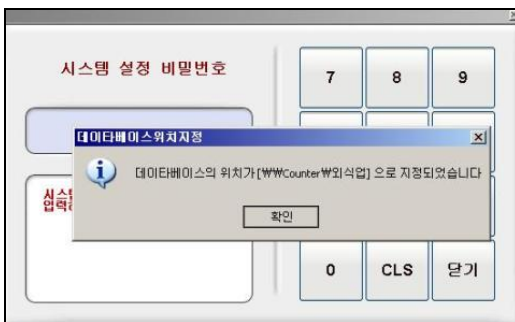 시스템 설정 비밀번호
7 8 9
데이타베이스위치지정
데이타베이스의 위치가[₩₩Counter₩외식업] 으로 지정되었습니다
확인
0 CLS 닫기